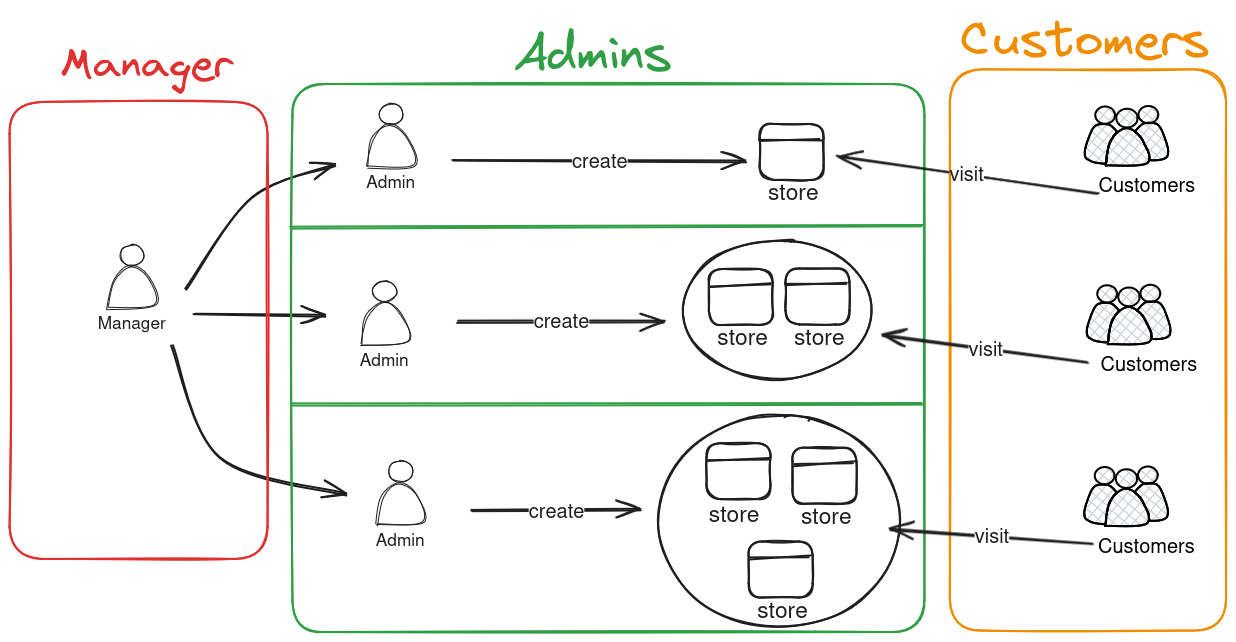 Manager
Admins
Customers
Manager
Admin
create
store
visit
Customers
Admin
create
store
store
visit
Customers
Admin
create
store
store
store
visit
Customers